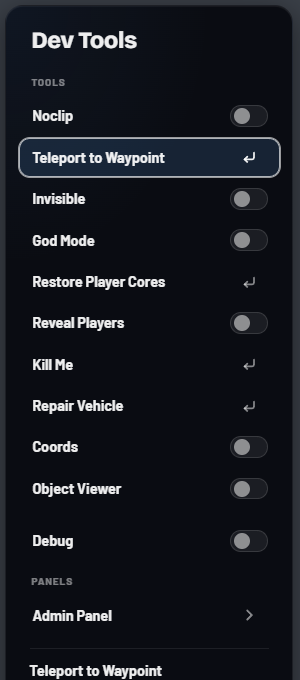 Dev Tools
TOOLS
Noclip
Teleport to Waypoint
Invisible
God Mode
Restore Player Cores
Reveal Players
Kill Me
Repair Vehicle
Coords
Object Viewer
Debug
PANELS
Admin Panel
Teleport to Waypoint